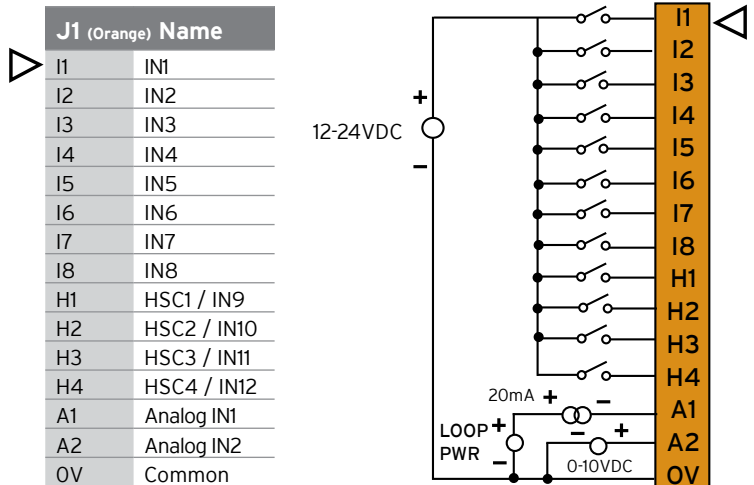 J1 (Orange) Name
I1 IN1
I2 IN2
I3 IN3
I4 IN4
I5 IN5
I6 IN6
I7 IN7
I8 IN8
H1 HSC1 / IN9
H2 HSC2 / IN10
H3 HSC3 / IN11
H4 HSC4 / IN12
A1 Analog IN1
A2 Analog IN2
0V Common
+
12-24VDC
−
I1
I2
I3
I4
I5
I6
I7
I8
H1
H2
H3
H4
20mA + −
A1
LOOP + − +
PWR − A2
0-10VDC
0V